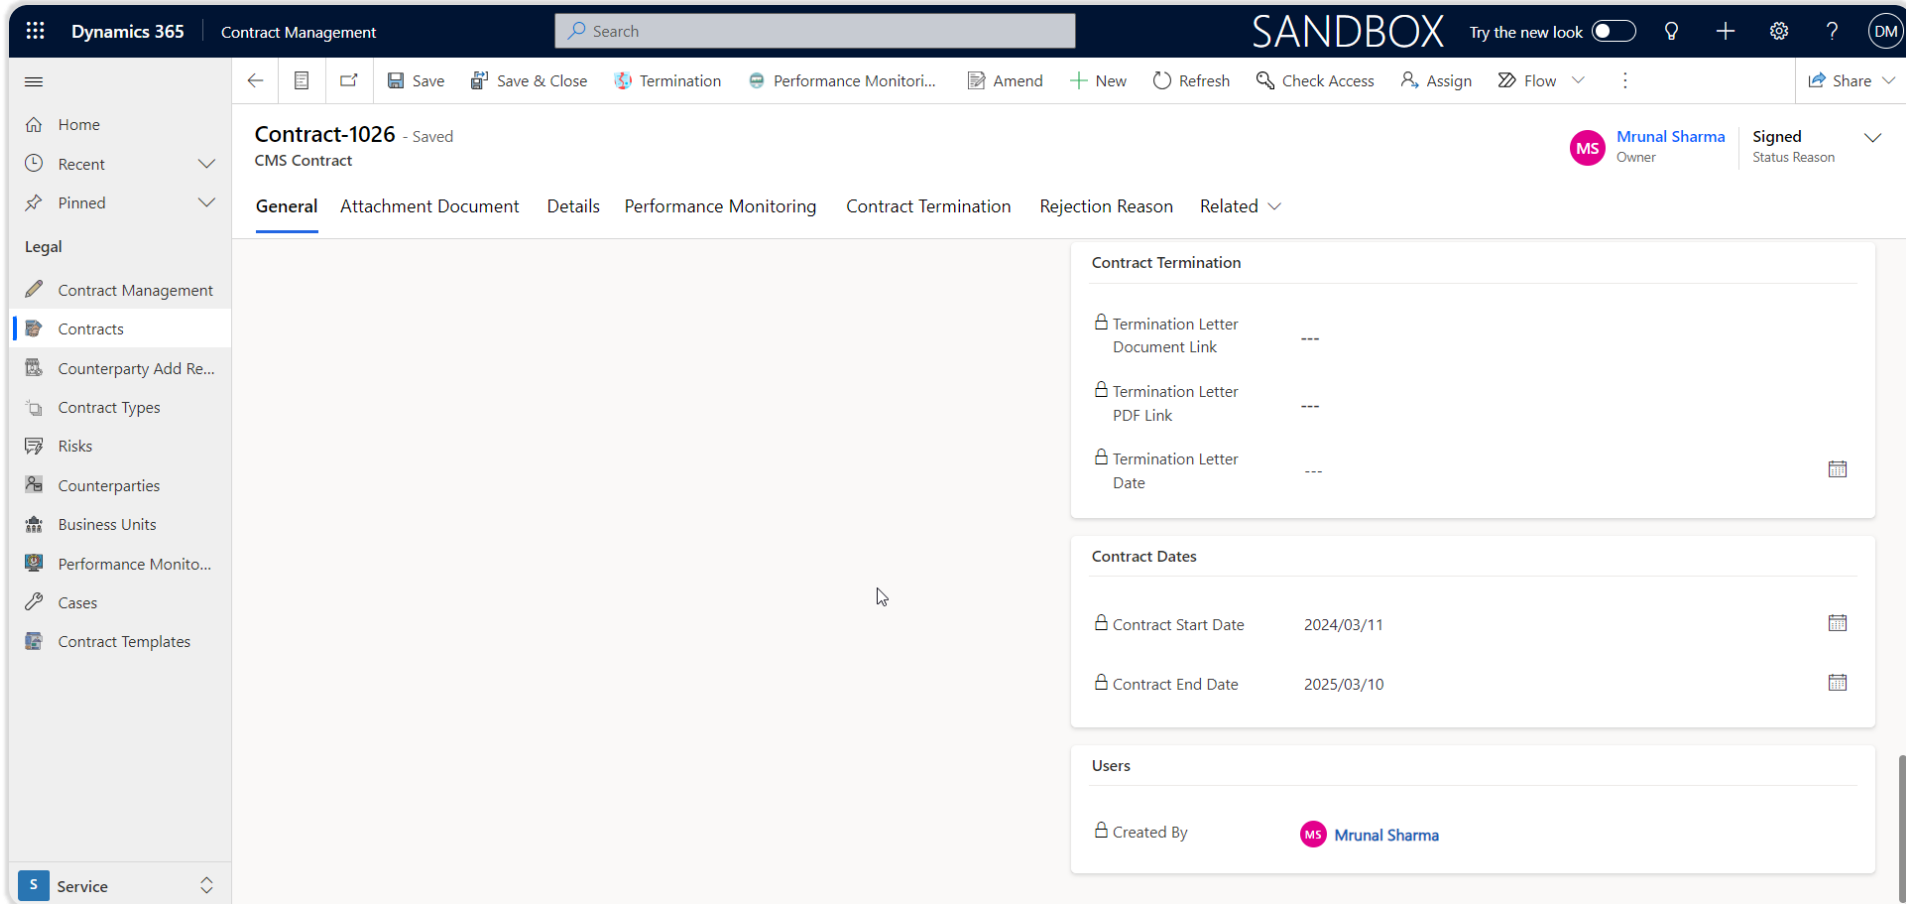 Dynamics 365
Contract Management
Search
SANDBOX
Try the new look
DM
Save
Save & Close
Termination
Performance Monitori...
Amend
New
Refresh
Check Access
Assign
Flow
Share
Home
Recent
Pinned
Legal
Contract Management
Contracts
Counterparty Add Re...
Contract Types
Risks
Counterparties
Business Units
Performance Monito...
Cases
Contract Templates
S Service
Contract-1026 - Saved
CMS Contract
MS
Mrunal Sharma
Owner
Signed
Status Reason
General
Attachment Document
Details
Performance Monitoring
Contract Termination
Rejection Reason
Related
Contract Termination
Termination Letter
Document Link
---
Termination Letter
PDF Link
---
Termination Letter
Date
---
Contract Dates
Contract Start Date
2024/03/11
Contract End Date
2025/03/10
Users
Created By
MS Mrunal Sharma